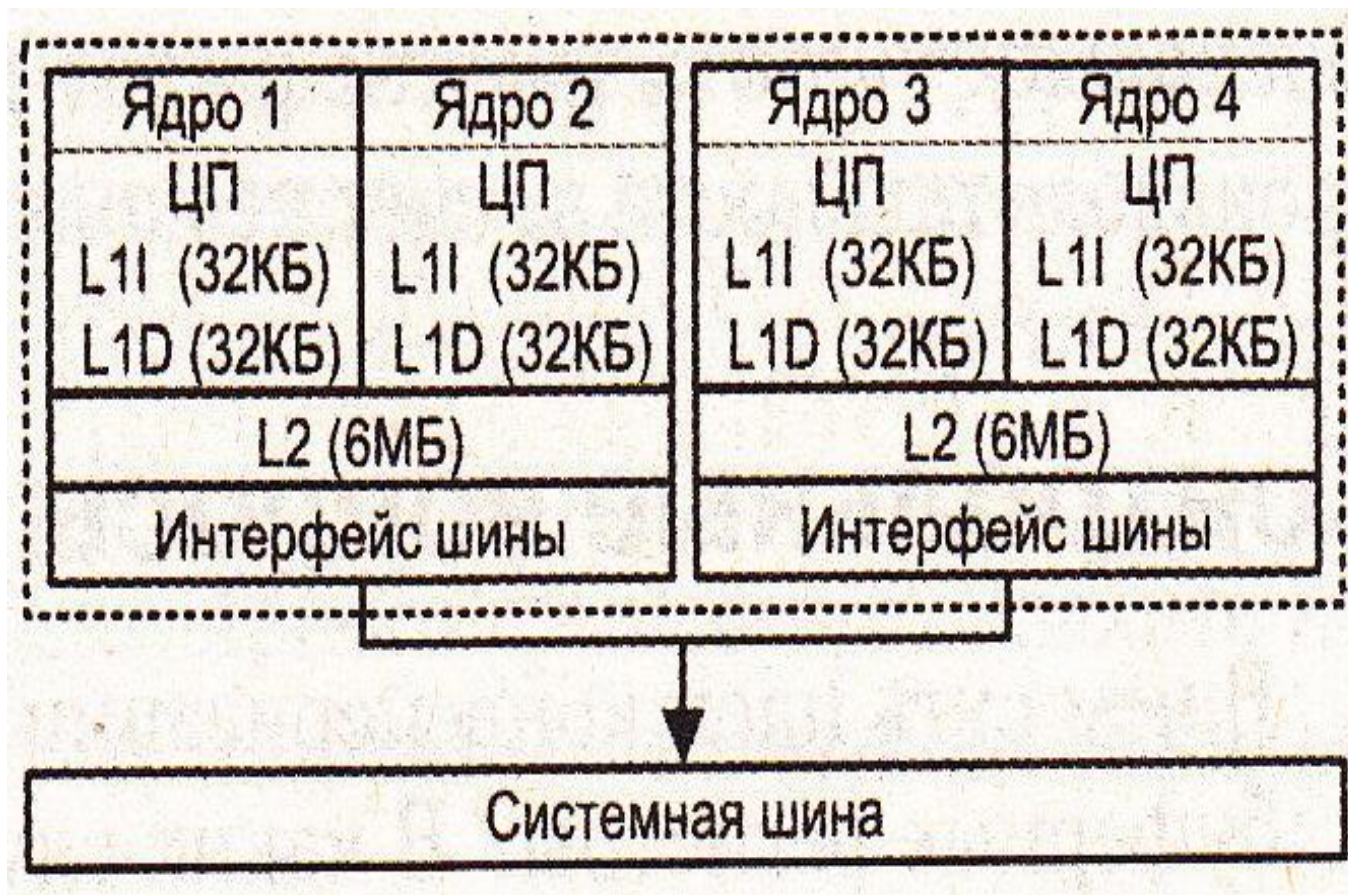 Ядро 1 Ядро 2 Ядро 3 Ядро 4
ЦП ЦП ЦП ЦП
L1I (32КБ) L1I (32КБ) L1I (32КБ) L1I (32КБ)
L1D (32КБ) L1D (32КБ) L1D (32КБ) L1D (32КБ)
L2 (6МБ) L2 (6МБ)
Интерфейс шины Интерфейс шины
Системная шина